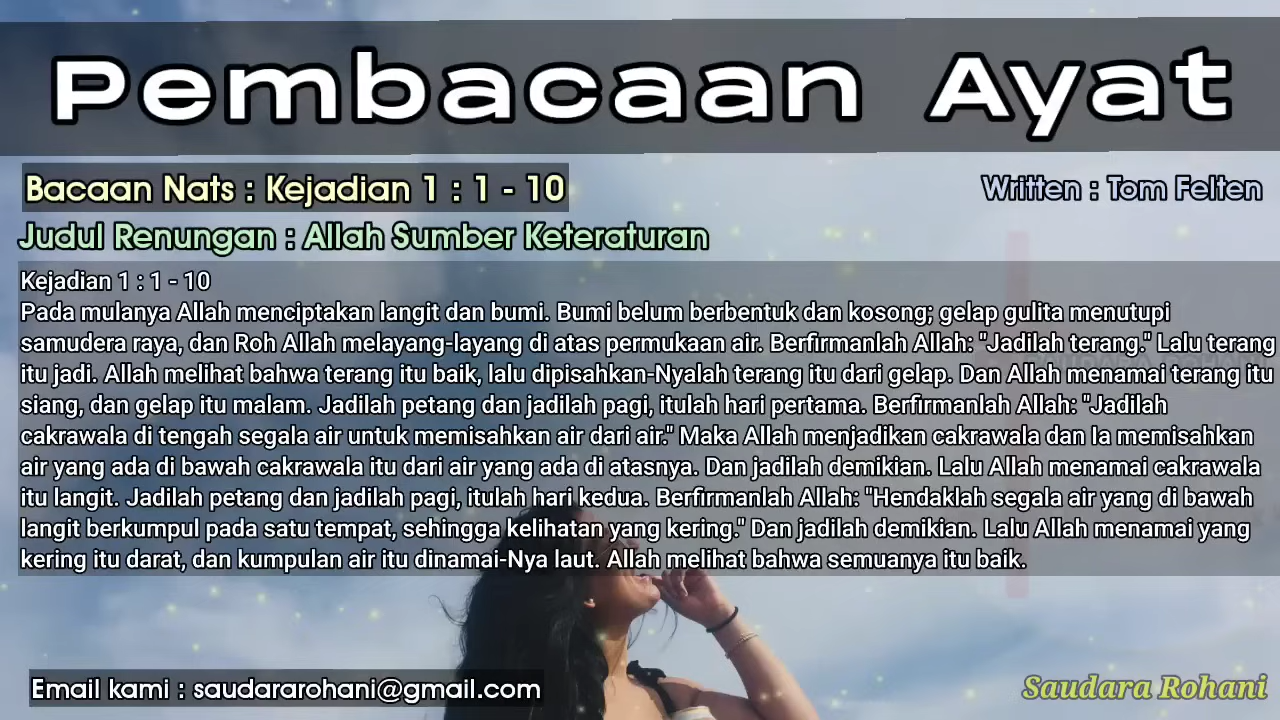 Pembacaan Ayat
Bacaan Nats : Kejadian 1 : 1 - 10
Written : Tom Felten
Judul Renungan : Allah Sumber Keteraturan
Kejadian 1 : 1 - 10
Pada mulanya Allah menciptakan langit dan bumi. Bumi belum berbentuk dan kosong; gelap gulita menutupi
samudera raya, dan Roh Allah melayang-layang di atas permukaan air. Berfirmanlah Allah: "Jadilah terang." Lalu terang
itu jadi. Allah melihat bahwa terang itu baik, lalu dipisahkan-Nyalah terang itu dari gelap. Dan Allah menamai terang itu
siang, dan gelap itu malam. Jadilah petang dan jadilah pagi, itulah hari pertama. Berfirmanlah Allah: "Jadilah
cakrawala di tengah segala air untuk memisahkan air dari air." Maka Allah menjadikan cakrawala dan Ia memisahkan
air yang ada di bawah cakrawala itu dari air yang ada di atasnya. Dan jadilah demikian. Lalu Allah menamai cakrawala
itu langit. Jadilah petang dan jadilah pagi, itulah hari kedua. Berfirmanlah Allah: "Hendaklah segala air yang di bawah
langit berkumpul pada satu tempat, sehingga kelihatan yang kering." Dan jadilah demikian. Lalu Allah menamai yang
kering itu darat, dan kumpulan air itu dinamai-Nya laut. Allah melihat bahwa semuanya itu baik.
Email kami : saudararohani@gmail.com
Saudara Rohani